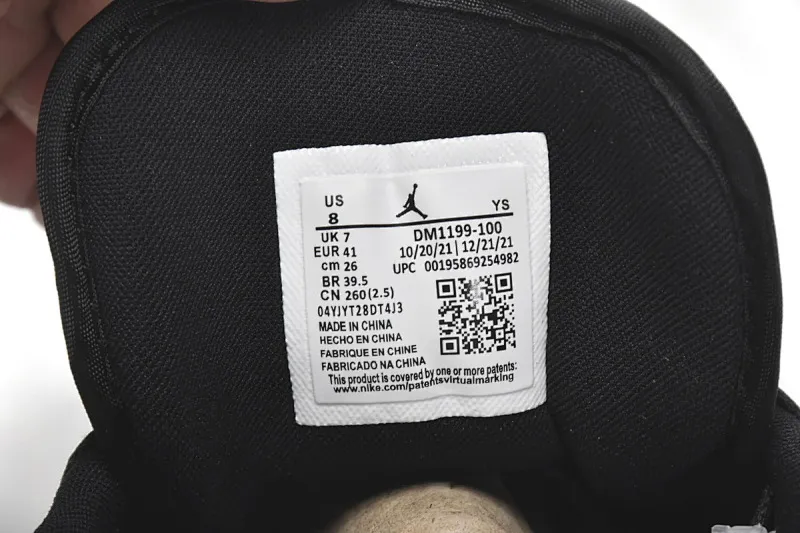 US
8
YS
UK 7
DM1199-100
EUR 41
10/20/21 | 12/21/21
cm 26
UPC 00195869254982
BR 39.5
CN 260 (2.5)
04YJYT28DT4J3
MADE IN CHINA
HECHO EN CHINA
FABRIQUE EN CHINE
FABRICADO NA CHINA
This product is covered by one or more patents:
www.nike.com/patentsvirtualmarking